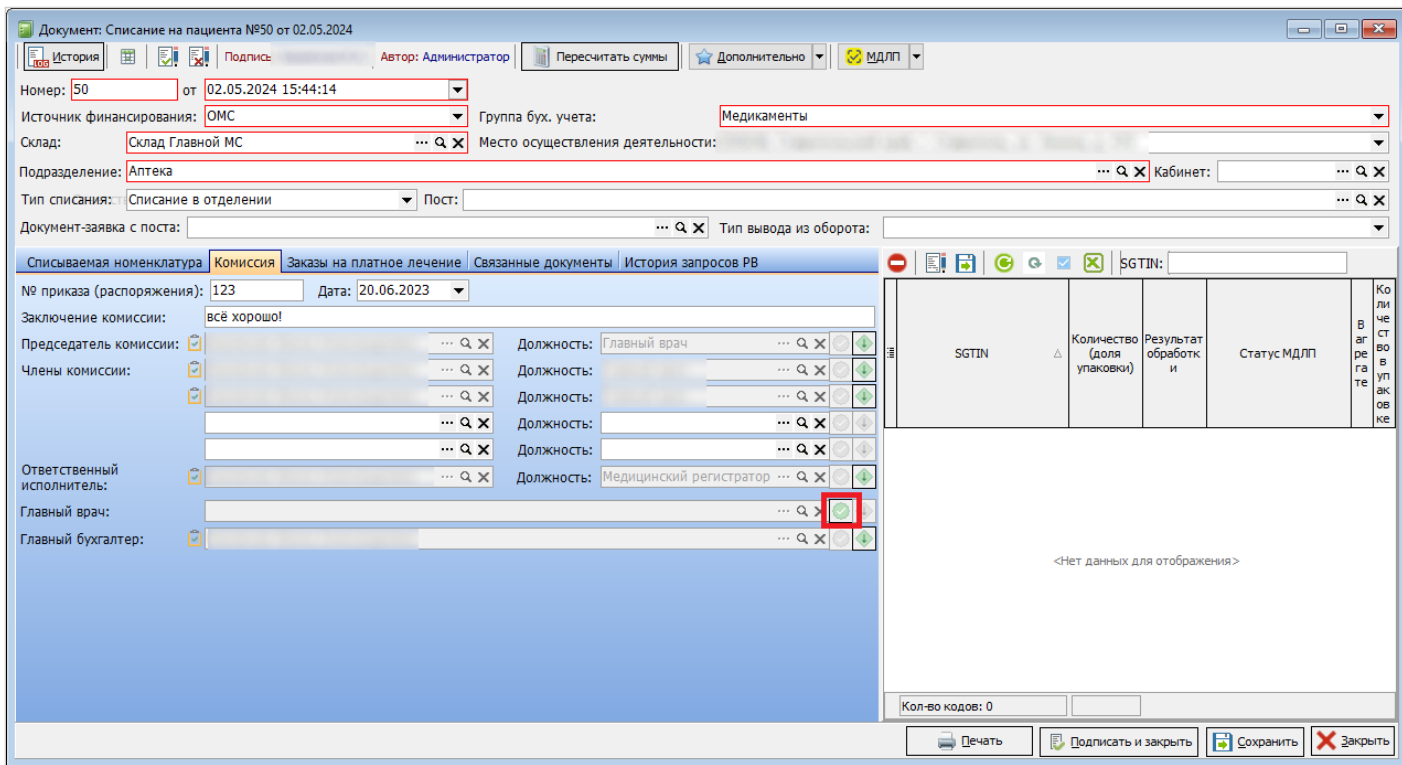 Документ: Списание на пациента №50 от 02.05.2024
LOG История Подпись Автор: Администратор Пересчитать суммы Дополнительно МДЛП
Номер: 50 от 02.05.2024 15:44:14
Источник финансирования: ОМС Группа бух. учета: Медикаменты
Склад: Склад Главной МС Место осуществления деятельности:
Подразделение: Аптека Кабинет:
Тип списания: Списание в отделении Пост:
Документ-заявка с поста: Тип вывода из оборота:
Списываемая номенклатура Комиссия Заказы на платное лечение Связанные документы История запросов РВ
SGTIN:
№ приказа (распоряжения): 123 Дата: 20.06.2023
Заключение комиссии: всё хорошо!
Председатель комиссии: Должность: Главный врач
Члены комиссии: Должность:
Должность:
Должность:
Должность:
Ответственный
исполнитель:
Должность: Медицинский регистратор
Главный врач:
Главный бухгалтер:
SGTIN
Количество
(доля
упаковки)
Результат
обработк
и
Статус МДЛП
В
аг
ре
га
те
Ко
ли
че
ст
во
в
уп
ак
ов
ке
<Нет данных для отображения>
Кол-во кодов: 0
Печать Подписать и закрыть Сохранить Закрыть